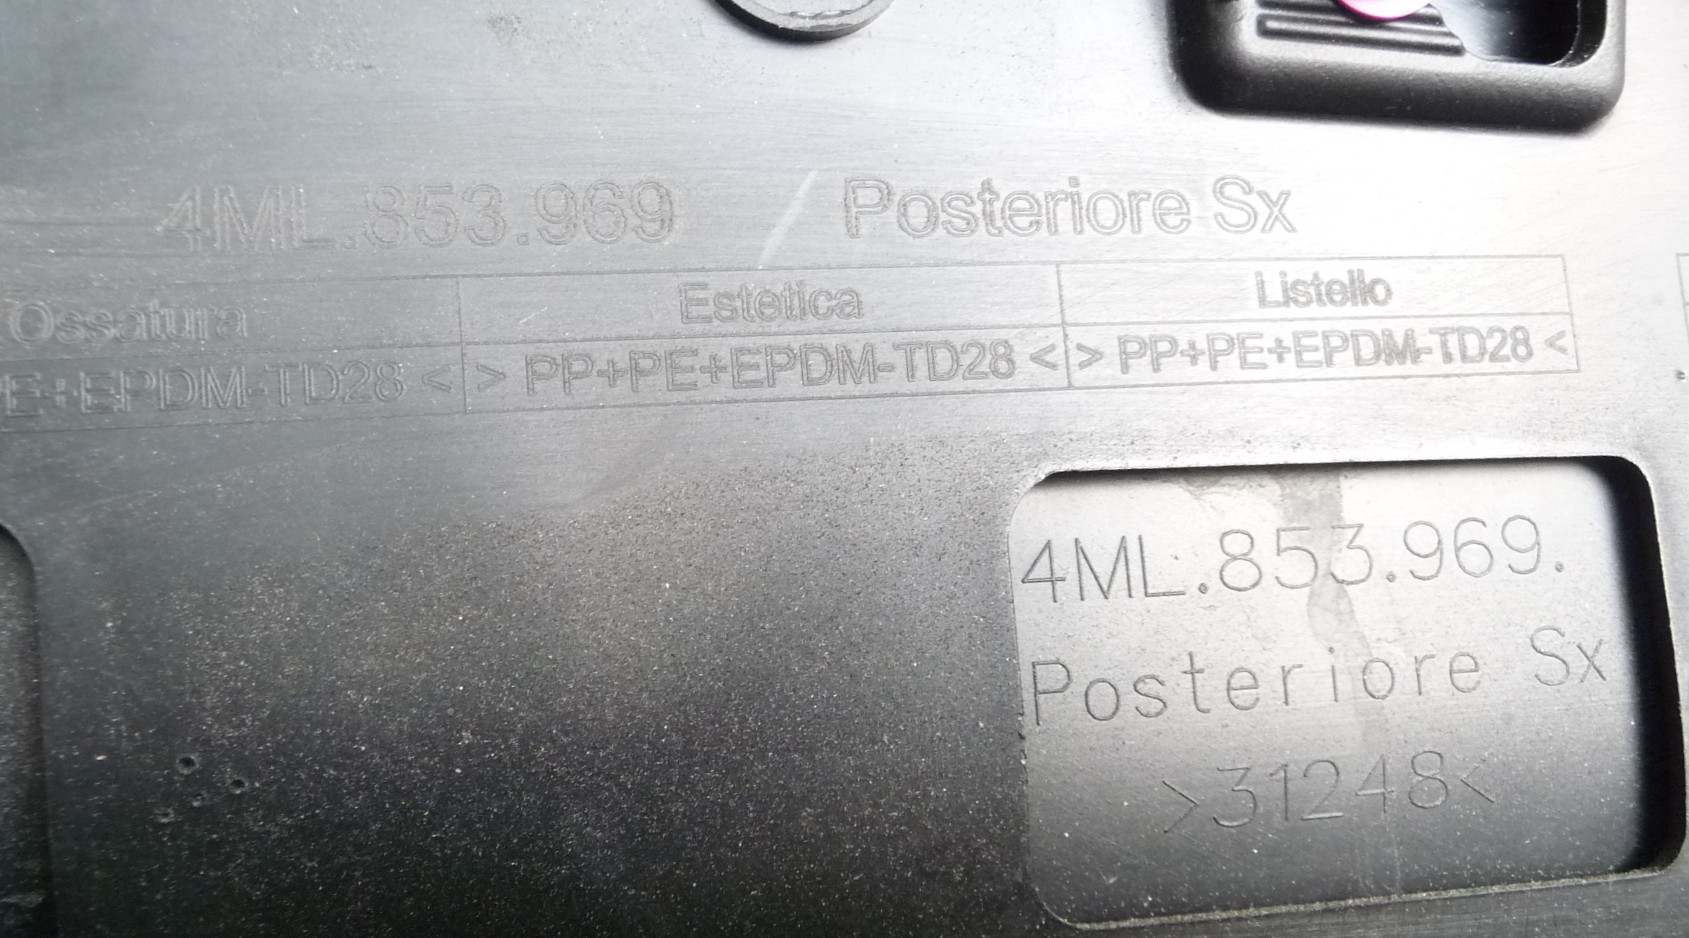 4ML.853.969 Posteriore Sx
Ossatura Estetica Listello
PE+EPDM-TD28 < > PP+PE+EPDM-TD28 < > PP+PE+EPDM-TD28 <
4ML.853.969.
Posteriore Sx
>31248<